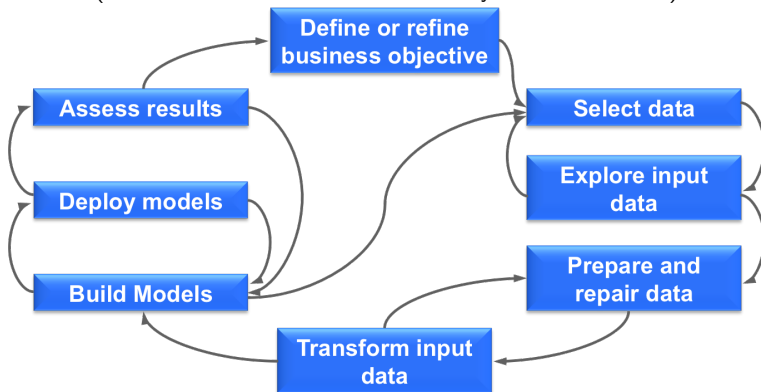 Define or refine
business objective
Assess results
Select data
Explore input
data
Deploy models
Prepare and
repair data
Build Models
Transform input
data